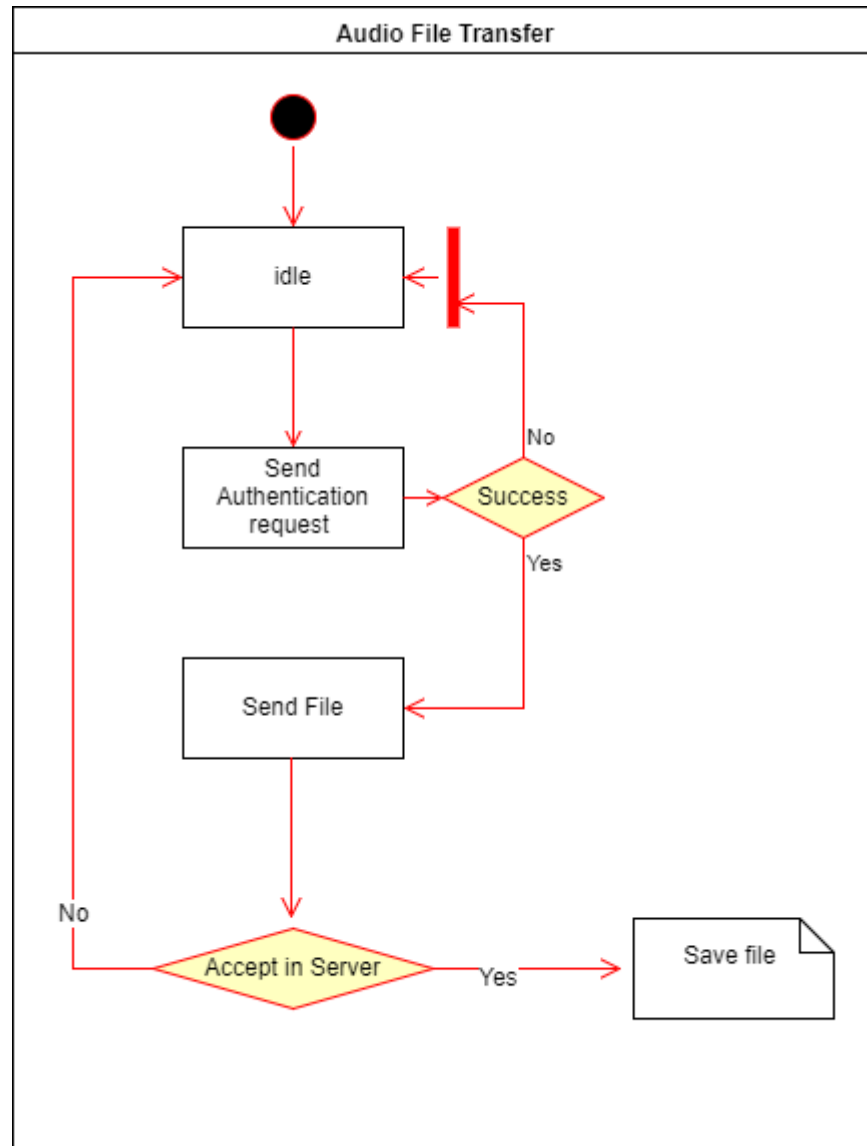 Audio File Transfer
idle
No
Send
Authentication
request
Success
Yes
Send File
No
Accept in Server
Yes
Save file